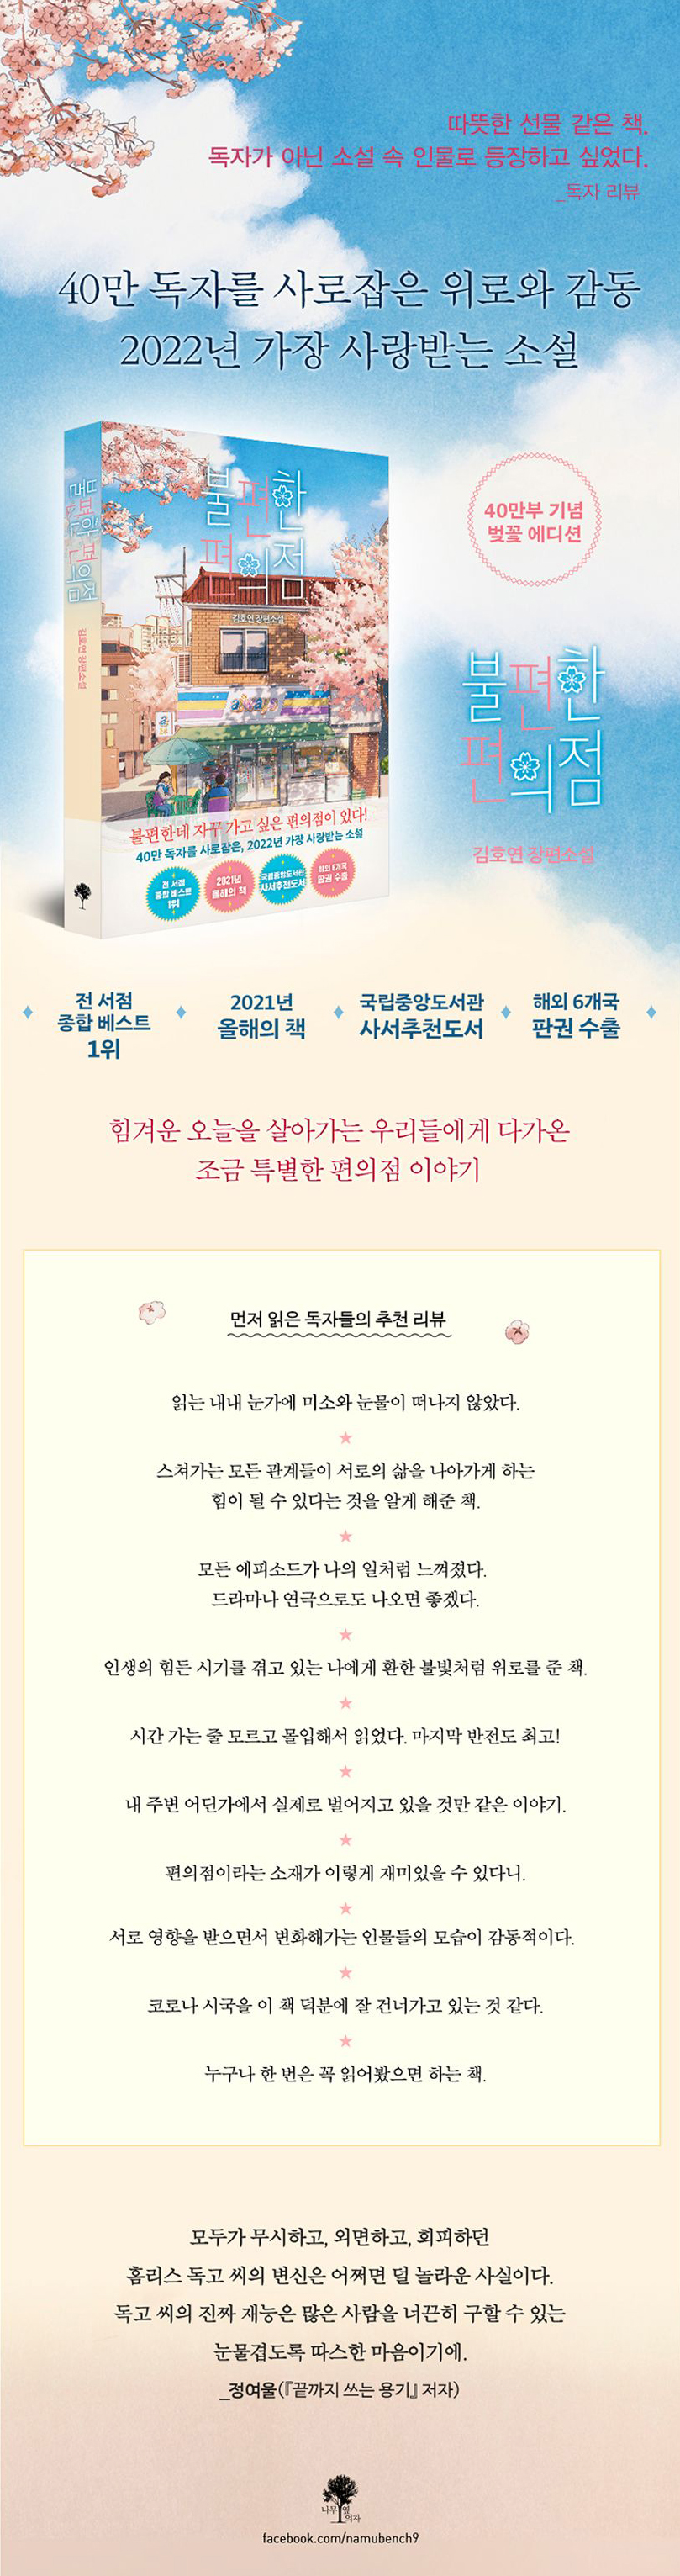 따뜻한 선물 같은 책.
독자가 아닌 소설 속 인물로 등장하고 싶었다.
_독자 리뷰
40만 독자를 사로잡은 위로와 감동
2022년 가장 사랑받는 소설
불편한 편의점
김호연 장편소설
불편한
편의점
김호연 장편소설
불편한데 자꾸 가고 싶은 편의점이 있다!
40만 독자를 사로잡은, 2022년 가장 사랑받는 소설
전 서점
종합 베스트
1위
2021년
올해의 책
국립중앙도서관
사서추천도서
해외 6개국
판권 수출
40만부 기념
벚꽃 에디션
불편한
편의점
김호연 장편소설
전 서점
종합 베스트
1위
2021년
올해의 책
국립중앙도서관
사서추천도서
해외 6개국
판권 수출
힘겨운 오늘을 살아가는 우리들에게 다가온
조금 특별한 편의점 이야기
먼저 읽은 독자들의 추천 리뷰
읽는 내내 눈가에 미소와 눈물이 떠나지 않았다.
스쳐가는 모든 관계들이 서로의 삶을 나아가게 하는
힘이 될 수 있다는 것을 알게 해준 책.
모든 에피소드가 나의 일처럼 느껴졌다.
드라마나 연극으로도 나오면 좋겠다.
인생의 힘든 시기를 겪고 있는 나에게 환한 불빛처럼 위로를 준 책.
시간 가는 줄 모르고 몰입해서 읽었다. 마지막 반전도 최고!
내 주변 어딘가에서 실제로 벌어지고 있을 것만 같은 이야기.
편의점이라는 소재가 이렇게 재미있을 수 있다니.
서로 영향을 받으면서 변화해가는 인물들의 모습이 감동적이다.
코로나 시국을 이 책 덕분에 잘 건너가고 있는 것 같다.
누구나 한 번은 꼭 읽어봤으면 하는 책.
모두가 무시하고, 외면하고, 회피하던
홈리스 독고 씨의 변신은 어쩌면 덜 놀라운 사실이다.
독고 씨의 진짜 재능은 많은 사람을 너끈히 구할 수 있는
눈물겹도록 따스한 마음이기에.
_정여울(『끝까지 쓰는 용기』 저자)
나무옆의자
facebook.com/namubench9